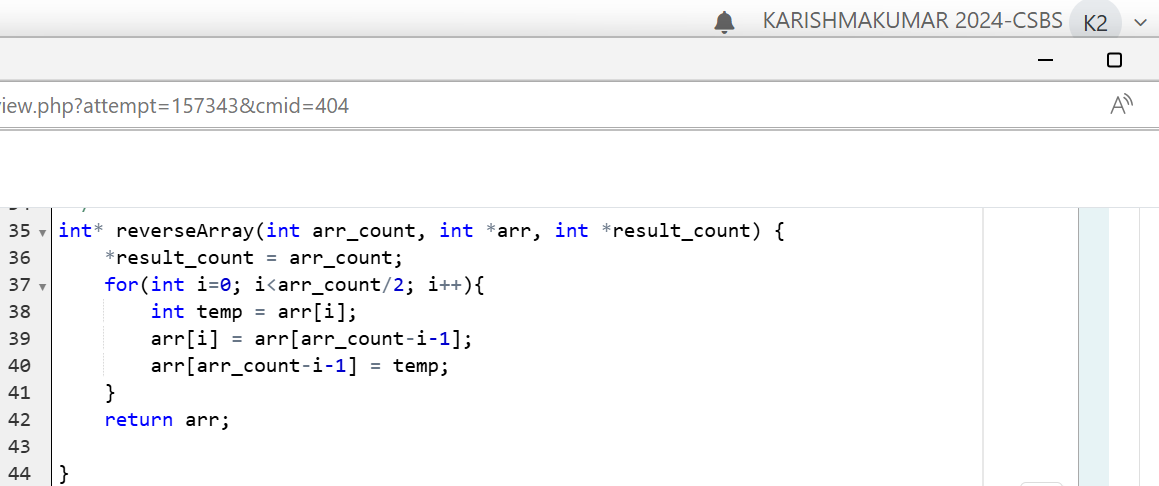 KARISHMAKUMAR 2024-CSBS K2
view.php?attempt=157343&cmid=404
35 int* reverseArray(int arr_count, int *arr, int *result_count) {
36 *result_count = arr_count;
37 for(int i=0; i<arr_count/2; i++){
38 int temp = arr[i];
39 arr[i] = arr[arr_count-i-1];
40 arr[arr_count-i-1] = temp;
41 }
42 return arr;
43
44 }